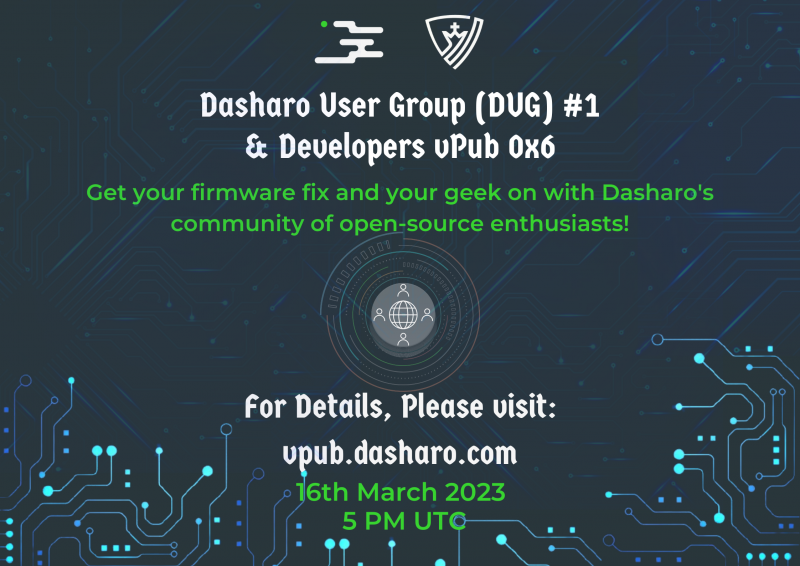 Dasharo User Group (DUG) #1
& Developers vPub 0x6
Get your firmware fix and your geek on with Dasharo's
community of open-source enthusiasts!
For Details, Please visit:
vpub.dasharo.com
16th March 2023
5 PM UTC